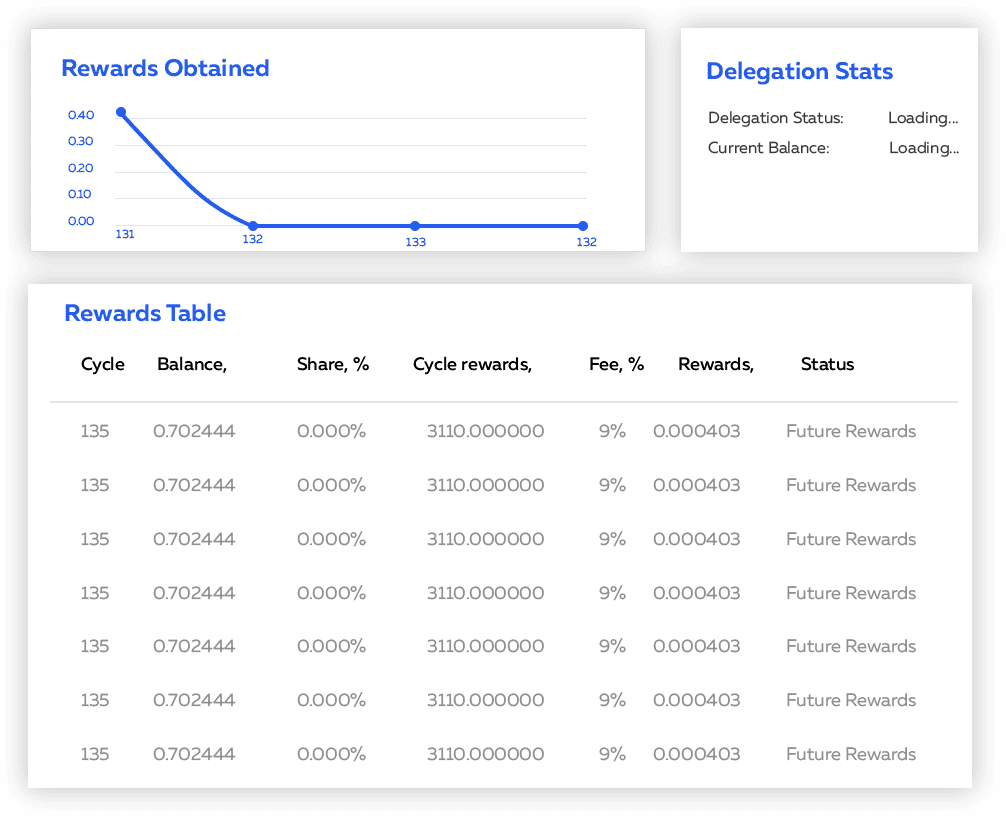 Rewards Obtained
0.40
0.30
0.20
0.10
0.00
131 132 133 132
Delegation Stats
Delegation Status: Loading...
Current Balance: Loading...
Rewards Table
Cycle Balance, Share, % Cycle rewards, Fee, % Rewards, Status
135 0.702444 0.000% 3110.000000 9% 0.000403 Future Rewards
135 0.702444 0.000% 3110.000000 9% 0.000403 Future Rewards
135 0.702444 0.000% 3110.000000 9% 0.000403 Future Rewards
135 0.702444 0.000% 3110.000000 9% 0.000403 Future Rewards
135 0.702444 0.000% 3110.000000 9% 0.000403 Future Rewards
135 0.702444 0.000% 3110.000000 9% 0.000403 Future Rewards
135 0.702444 0.000% 3110.000000 9% 0.000403 Future Rewards